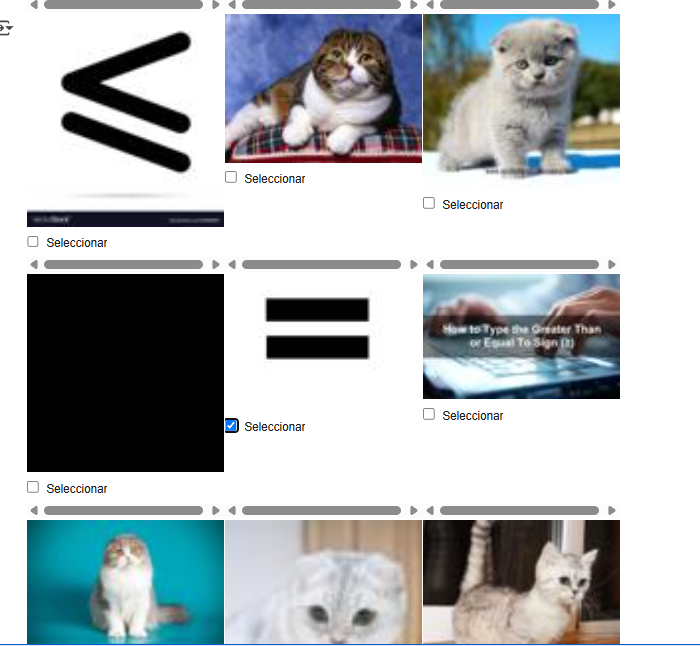 Seleccionar
Seleccionar
Seleccionar
How to Type the Greater Than
or Equal To Sign (≥)
Seleccionar
Seleccionar
Seleccionar